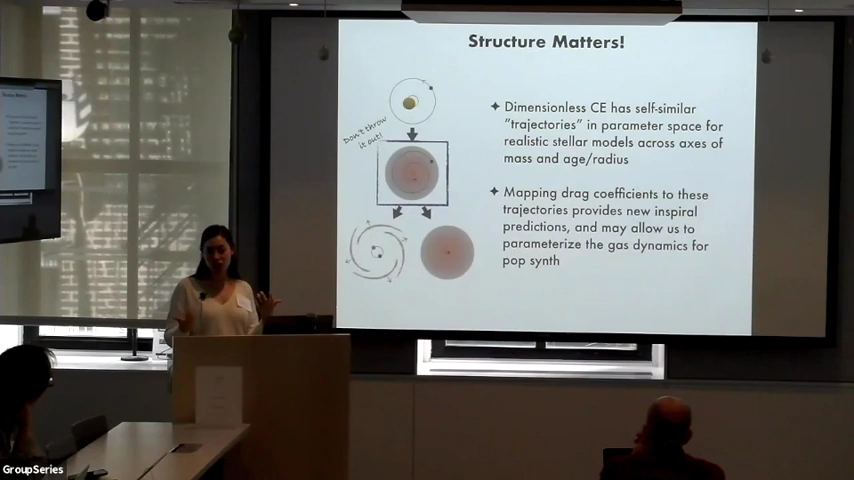 Structure Matters!
Don't throw
it out!
✦ Dimensionless CE has self-similar
"trajectories" in parameter space for
realistic stellar models across axes of
mass and age/radius
✦ Mapping drag coefficients to these
trajectories provides new inspiral
predictions, and may allow us to
parameterize the gas dynamics for
pop synth
GroupSeries